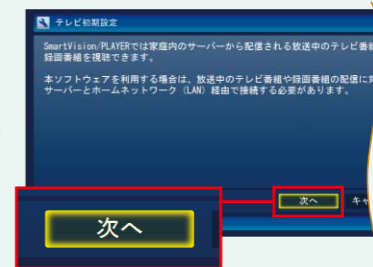 テレビ初期設定
SmartVision/PLAYERでは家庭内のサーバーから配信される放送中のテレビ番
録画番組を視聴できます。
本ソフトウェアを利用する場合は、放送中のテレビ番組や録画番組の配信に対
サーバーとホームネットワーク（LAN）経由で接続する必要があります。
次へ
キャ
次へ